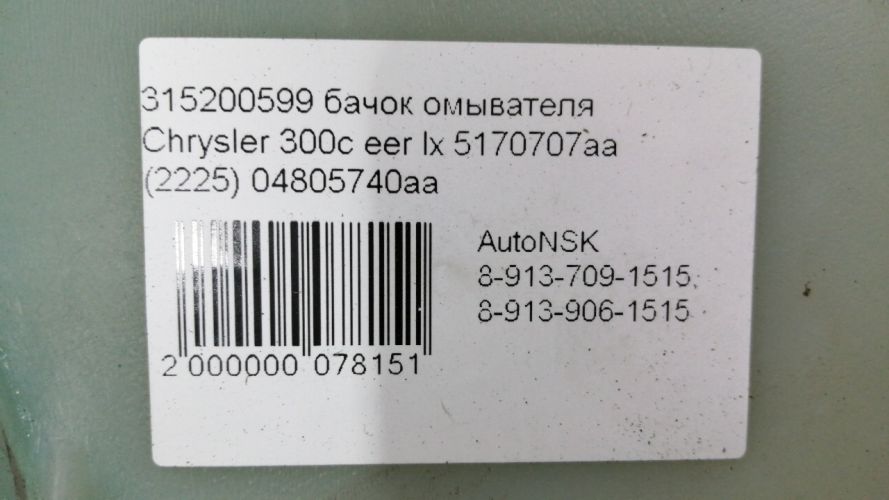 315200599 бачок омывателя
Chrysler 300c eer lx 5170707aa
(2225) 04805740aa
AutoNSK
8-913-709-1515,
8-913-906-1515
2 000000 078151